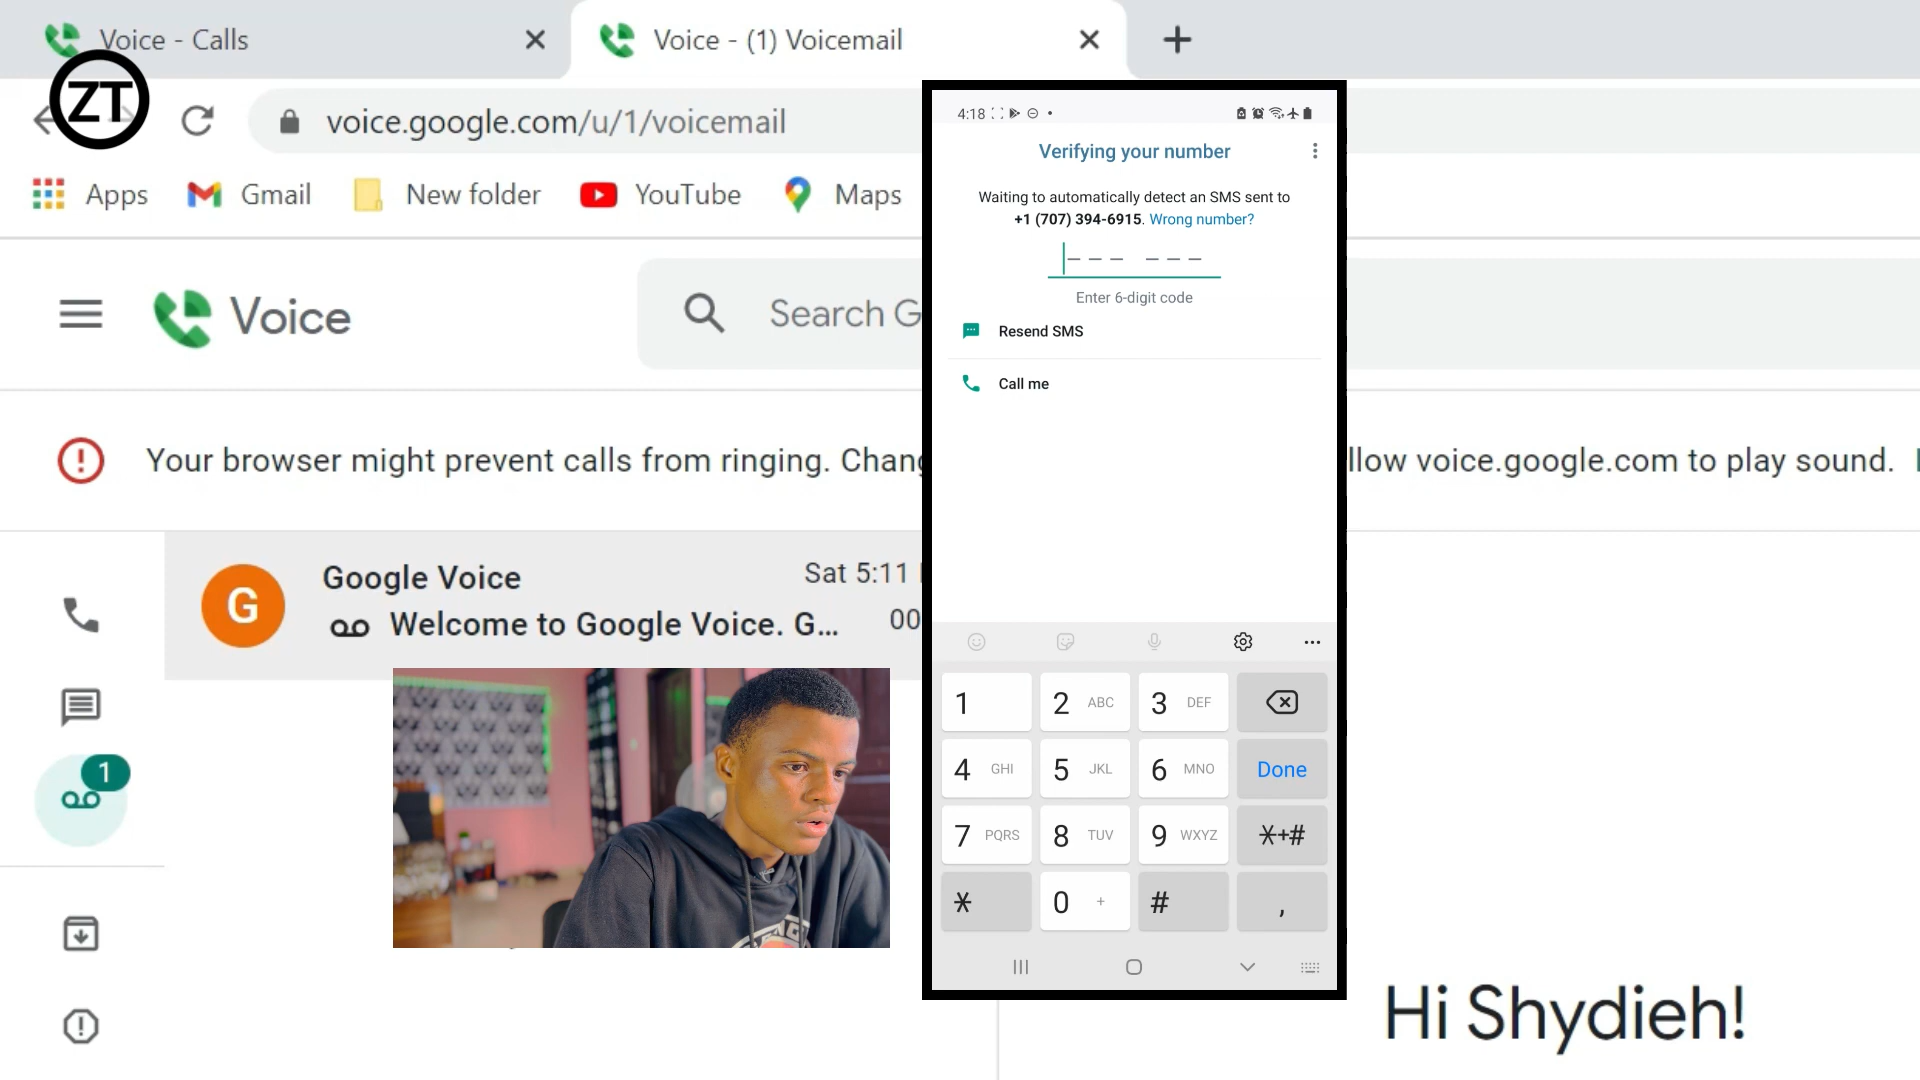 Voice - Calls
Voice - (1) Voicemail
ZT
voice.google.com/u/1/voicemail
Apps
Gmail
New folder
YouTube
Maps
Voice
Search G
Your browser might prevent calls from ringing. Chang
llow voice.google.com to play sound.
G
Google Voice
Sat 5:11
Welcome to Google Voice. G...
00
1
4:18
Verifying your number
Waiting to automatically detect an SMS sent to
+1 (707) 394-6915. Wrong number?
Enter 6-digit code
Resend SMS
Call me
1
2 ABC
3 DEF
4 GHI
5 JKL
6 MNO
Done
7 PQRS
8 TUV
9 WXYZ
*+#
*
0 +
#
,
Hi Shydieh!